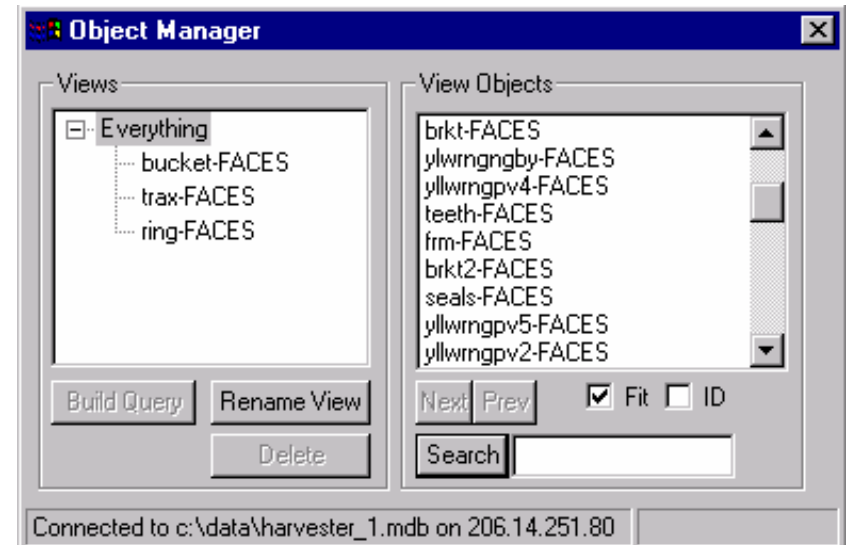 Object Manager
Views
Everything
bucket-FACES
trax-FACES
ring-FACES
Build Query
Rename View
Delete
View Objects
brkt-FACES
ylwrngngby-FACES
yllwrngpv4-FACES
teeth-FACES
frm-FACES
brkt2-FACES
seals-FACES
yllwrngpv5-FACES
yllwrngpv2-FACES
Next Prev Fit ID
Search
Connected to c:\data\harvester_1.mdb on 206.14.251.80